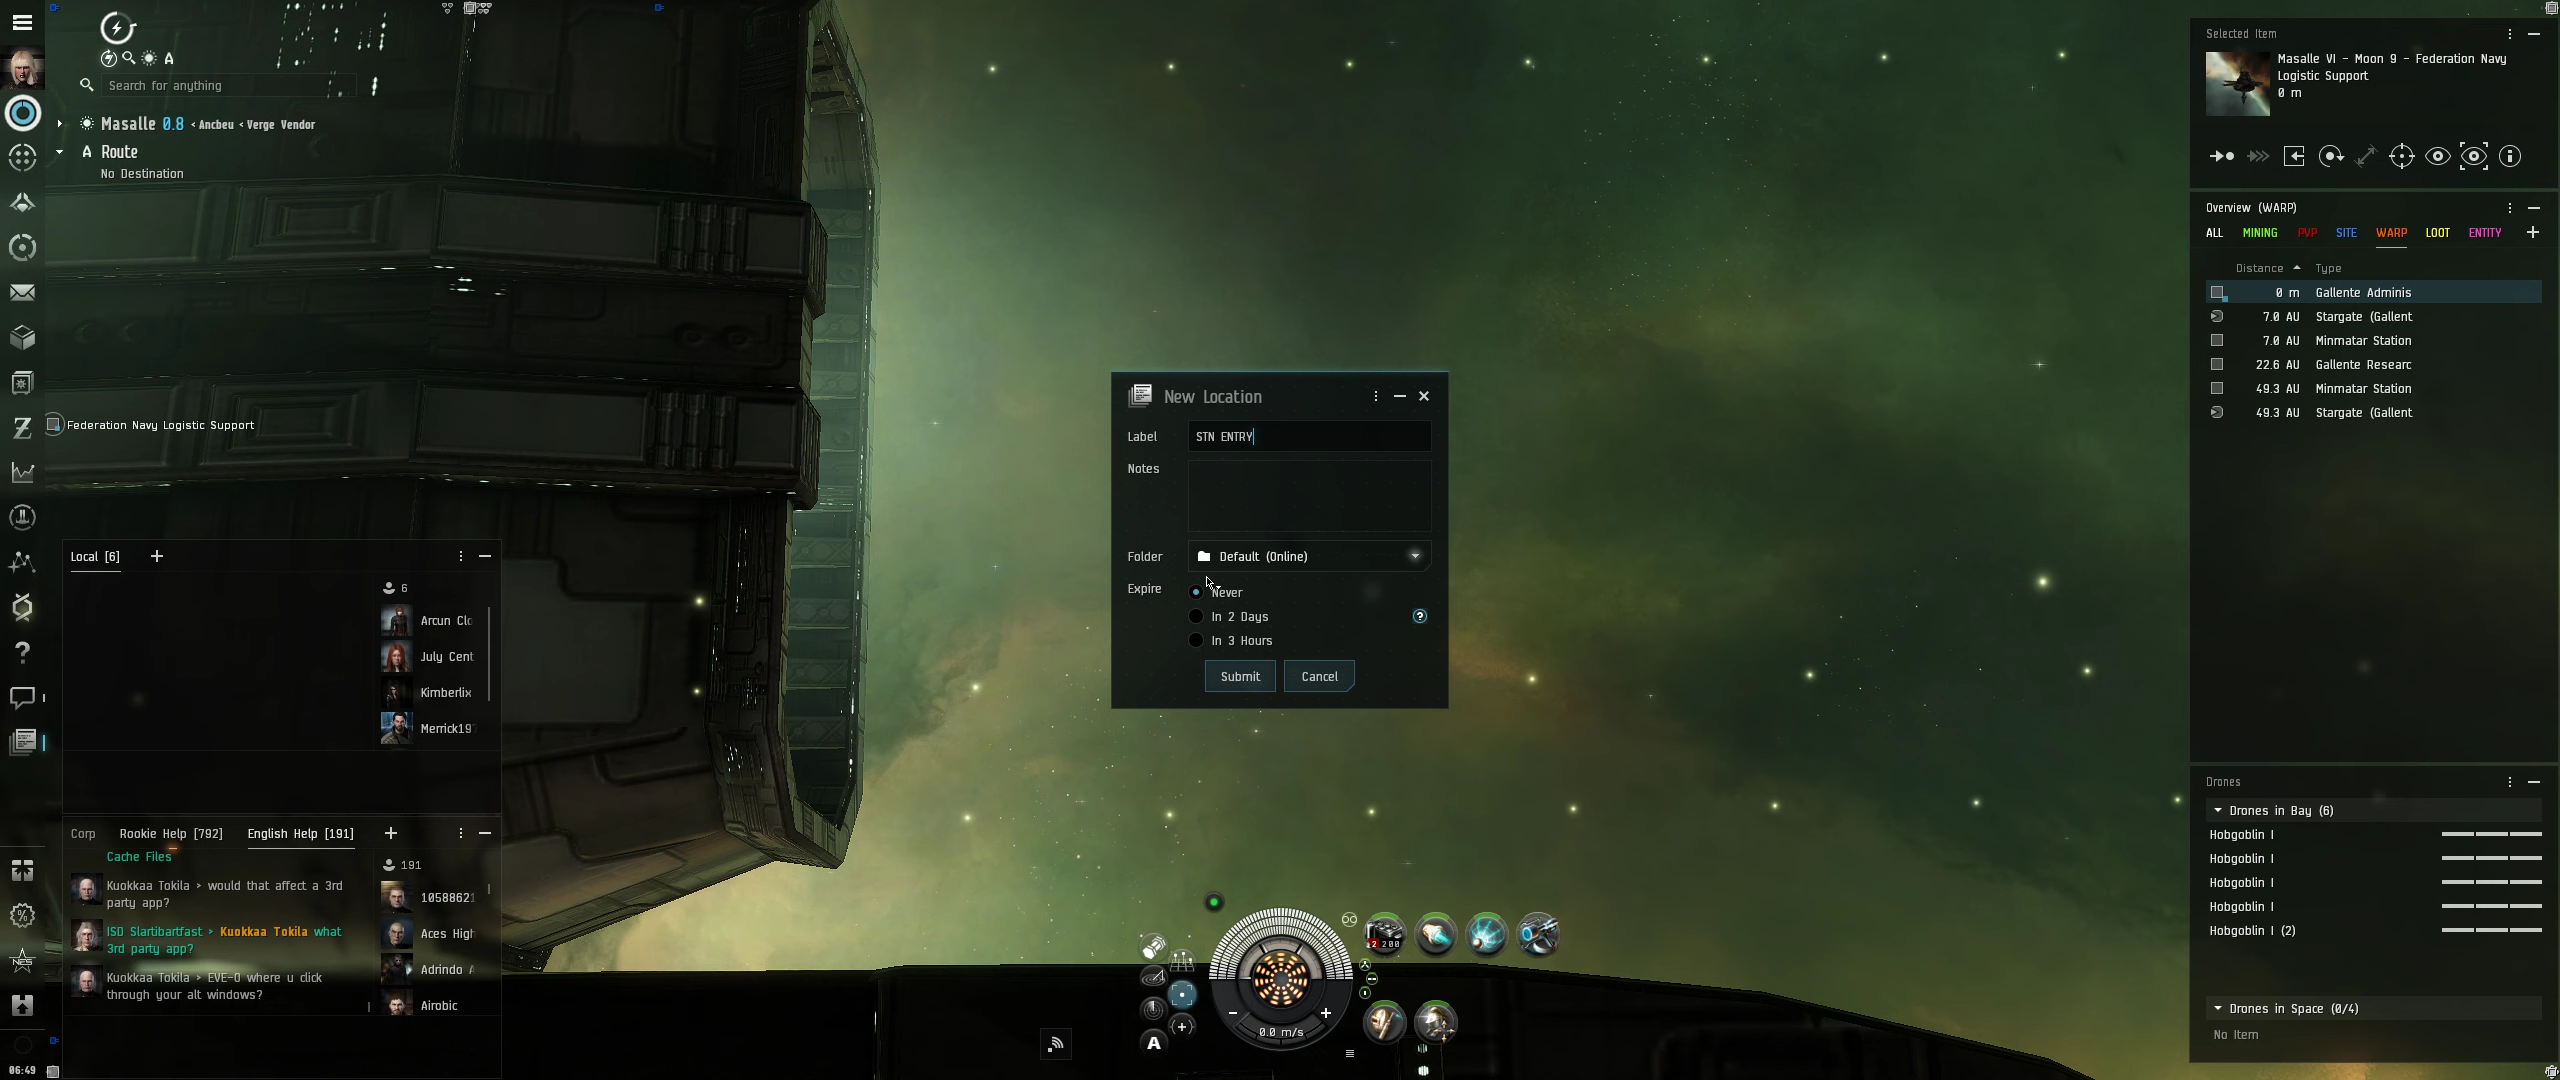 Search for anything
Masalle 0.8 < Ancbeu < Verge Vendor
A Route
No Destination
Federation Navy Logistic Support
Local [6]
6
Arcun Clo
July Cent
Kimberlix
Merrick19
Corp Rookie Help [792] English Help [191]
191
Cache Files
Kuokkaa Tokila > would that affect a 3rd
party app?
ISD Slartibartfast > Kuokkaa Tokila what
3rd party app?
Kuokkaa Tokila > EVE-O where u click
through your alt windows?
10588621
Aces High
Adrindo A
Airobic
06:49
New Location
Label STN ENTRY
Notes
Folder Default (Online)
Expire Never
In 2 Days
In 3 Hours
Submit Cancel
2 200
0.0 m/s
A
Selected Item
Masalle VI - Moon 9 - Federation Navy
Logistic Support
0 m
Overview (WARP)
ALL MINING PVP SITE WARP LOOT ENTITY
Distance Type
0 m Gallente Adminis
7.0 AU Stargate (Gallent
7.0 AU Minmatar Station
22.6 AU Gallente Researc
49.3 AU Minmatar Station
49.3 AU Stargate (Gallent
Drones
Drones in Bay (6)
Hobgoblin I
Hobgoblin I
Hobgoblin I
Hobgoblin I
Hobgoblin I (2)
Drones in Space (0/4)
No Item